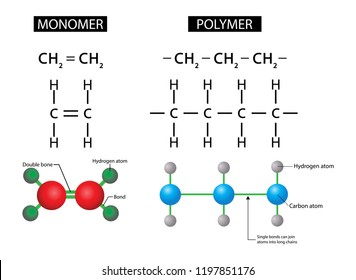 MONOMER
CH₂ = CH₂
H H
C = C
H H
Double bone
Hydrogen atom
Bond
POLYMER
– CH₂ – CH₂ – CH₂ –
H H H H
– C – C – C – C –
H H H H
Hydrogen atom
Carbon atom
Single bonds can join
atoms into long chains
shutterstock.com • 1197851176